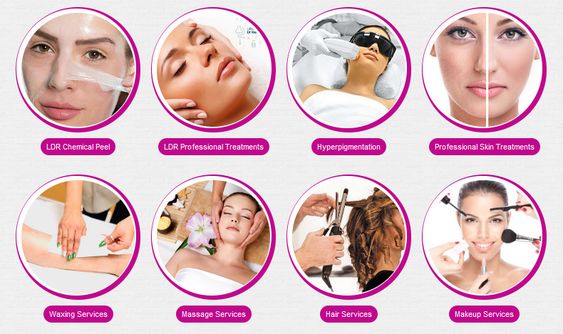 LDR Chemical Peel
LDR Professional Treatments
Hyperpigmentation
Professional Skin Treatments
Waxing Services
Massage Services
Hair Services
Makeup Services